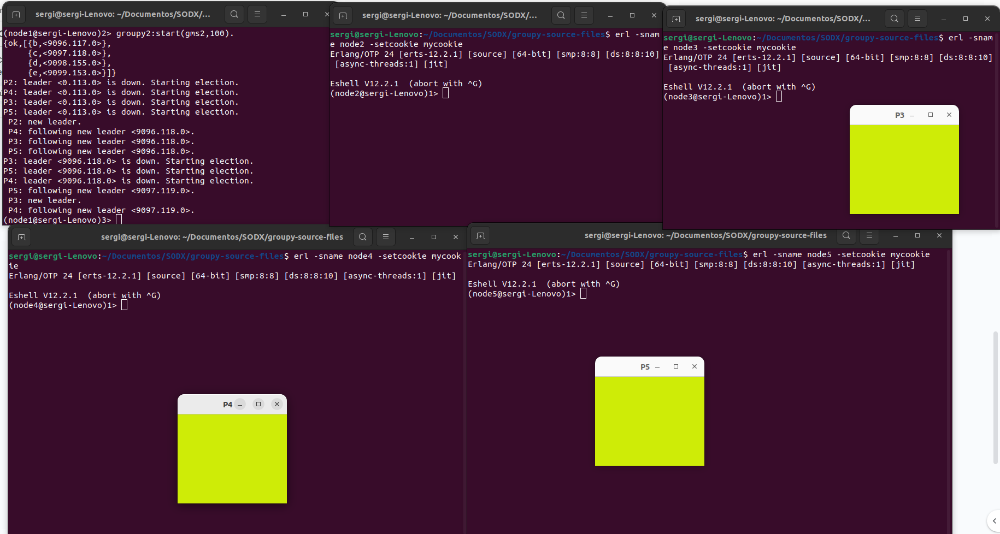 sergi@sergi-Lenovo: ~/Documentos/SODX/...
(node1@sergi-Lenovo)2> groupy2:start(gms2,100).
{ok,[{b,<9096.117.0>},
     {c,<9097.118.0>},
     {d,<9098.155.0>},
     {e,<9099.153.0>}]}
P2: leader <0.113.0> is down. Starting election.
P4: leader <0.113.0> is down. Starting election.
P3: leader <0.113.0> is down. Starting election.
P5: leader <0.113.0> is down. Starting election.
 P2: new leader.
 P4: following new leader <9096.118.0>.
 P3: following new leader <9096.118.0>.
 P5: following new leader <9096.118.0>.
P3: leader <9096.118.0> is down. Starting election.
P5: leader <9096.118.0> is down. Starting election.
P4: leader <9096.118.0> is down. Starting election.
 P5: following new leader <9097.119.0>.
 P3: new leader.
 P4: following new leader <9097.119.0>.
(node1@sergi-Lenovo)3>
sergi@sergi-Lenovo: ~/Documentos/SODX/...
sergi@sergi-Lenovo:~/Documentos/SODX/groupy-source-files$ erl -snam
e node2 -setcookie mycookie
Erlang/OTP 24 [erts-12.2.1] [source] [64-bit] [smp:8:8] [ds:8:8:10]
 [async-threads:1] [jit]
Eshell V12.2.1  (abort with ^G)
(node2@sergi-Lenovo)1>
sergi@sergi-Lenovo: ~/Documentos/SODX/...
sergi@sergi-Lenovo:~/Documentos/SODX/groupy-source-files$ erl -snam
e node3 -setcookie mycookie
Erlang/OTP 24 [erts-12.2.1] [source] [64-bit] [smp:8:8] [ds:8:8:10]
 [async-threads:1] [jit]
Eshell V12.2.1  (abort with ^G)
(node3@sergi-Lenovo)1>
P3
sergi@sergi-Lenovo: ~/Documentos/SODX/groupy-source-files
sergi@sergi-Lenovo:~/Documentos/SODX/groupy-source-files$ erl -sname node4 -setcookie mycook
ie
Erlang/OTP 24 [erts-12.2.1] [source] [64-bit] [smp:8:8] [ds:8:8:10] [async-threads:1] [jit]
Eshell V12.2.1  (abort with ^G)
(node4@sergi-Lenovo)1>
P4
sergi@sergi-Lenovo: ~/Documentos/SODX/groupy-source-files
sergi@sergi-Lenovo:~/Documentos/SODX/groupy-source-files$ erl -sname node5 -setcookie mycookie
Erlang/OTP 24 [erts-12.2.1] [source] [64-bit] [smp:8:8] [ds:8:8:10] [async-threads:1] [jit]
Eshell V12.2.1  (abort with ^G)
(node5@sergi-Lenovo)1>
P5